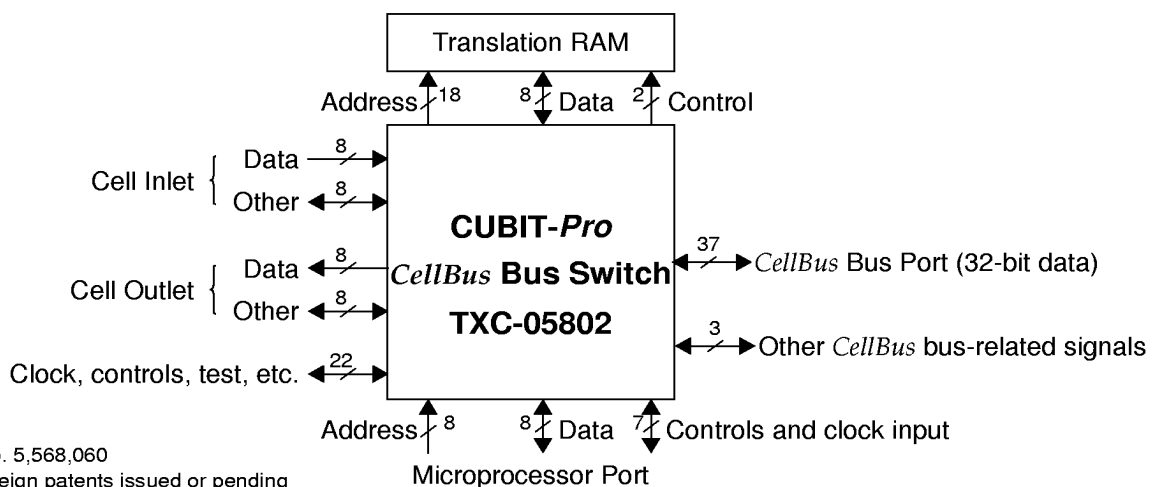 Translation RAM
Address 18 8 Data 2 Control
Cell Inlet { Data 8
Other 8
CUBIT-Pro
CellBus Bus Switch
TXC-05802
Cell Outlet { Data 8
Other 8
Clock, controls, test, etc. 22
37 CellBus Bus Port (32-bit data)
3 Other CellBus bus-related signals
Address 8 8 Data 7 Controls and clock input
Microprocessor Port
. 5,568,060
patents issued or pending